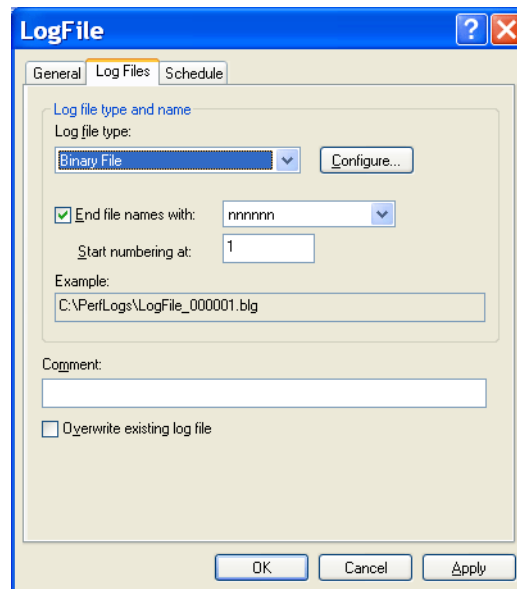 LogFile
General Log Files Schedule
Log file type and name
Log file type:
Binary File Configure...
End file names with: nnnnnn
Start numbering at: 1
Example:
C:\PerfLogs\LogFile_000001.blg
Comment:
Overwrite existing log file
OK Cancel Apply